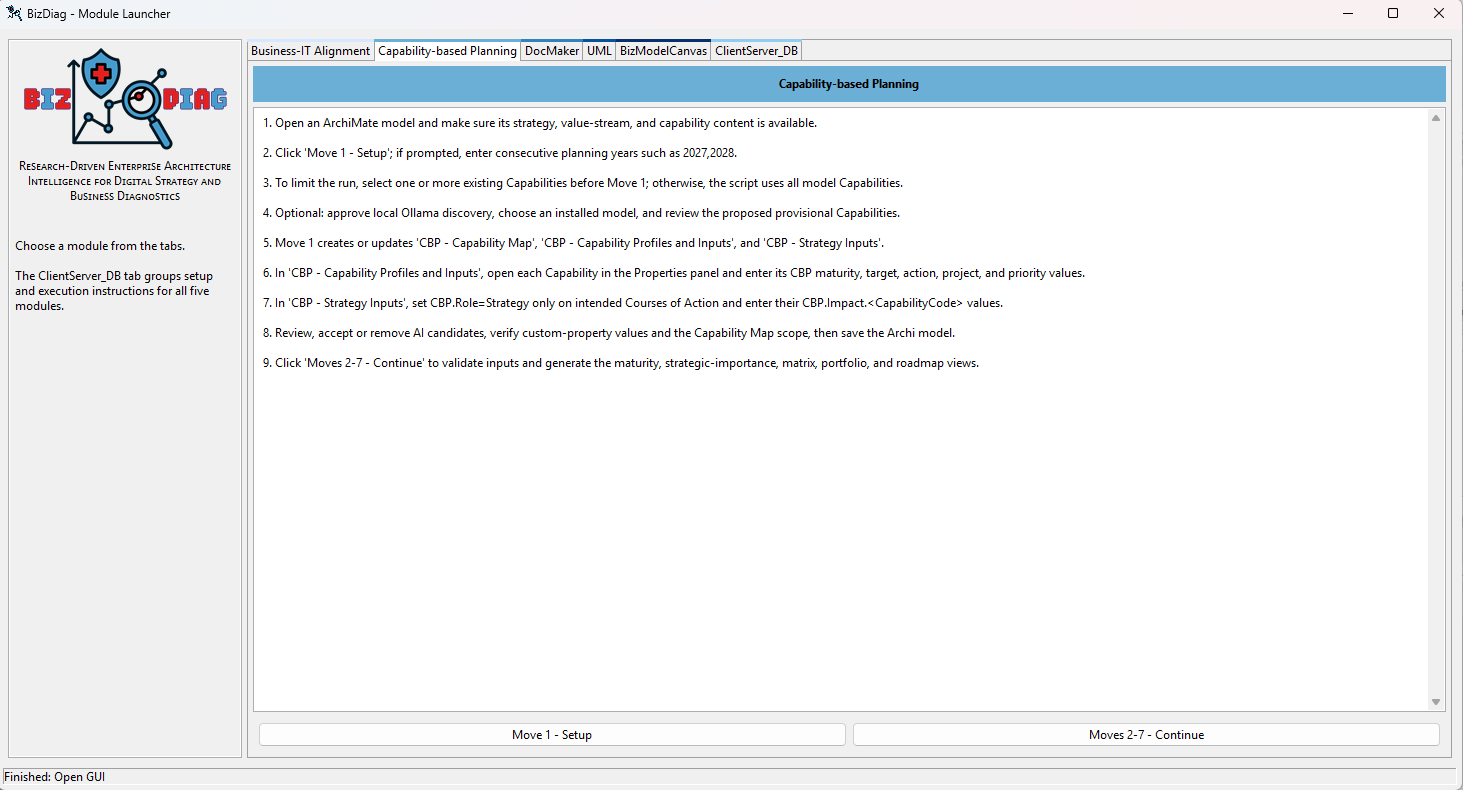 BizDiag - Module Launcher
BIZ DIAG
Research-Driven Enterprise Architecture
Intelligence for Digital Strategy and
Business Diagnostics
Choose a module from the tabs.
The ClientServer_DB tab groups setup
and execution instructions for all five
modules.
Business-IT Alignment Capability-based Planning DocMaker UML BizModelCanvas ClientServer_DB
Capability-based Planning
1. Open an ArchiMate model and make sure its strategy, value-stream, and capability content is available.
2. Click 'Move 1 - Setup'; if prompted, enter consecutive planning years such as 2027,2028.
3. To limit the run, select one or more existing Capabilities before Move 1; otherwise, the script uses all model Capabilities.
4. Optional: approve local Ollama discovery, choose an installed model, and review the proposed provisional Capabilities.
5. Move 1 creates or updates 'CBP - Capability Map', 'CBP - Capability Profiles and Inputs', and 'CBP - Strategy Inputs'.
6. In 'CBP - Capability Profiles and Inputs', open each Capability in the Properties panel and enter its CBP maturity, target, action, project, and priority values.
7. In 'CBP - Strategy Inputs', set CBP.Role=Strategy only on intended Courses of Action and enter their CBP.Impact.<CapabilityCode> values.
8. Review, accept or remove AI candidates, verify custom-property values and the Capability Map scope, then save the Archi model.
9. Click 'Moves 2-7 - Continue' to validate inputs and generate the maturity, strategic-importance, matrix, portfolio, and roadmap views.
Move 1 - Setup Moves 2-7 - Continue
Finished: Open GUI